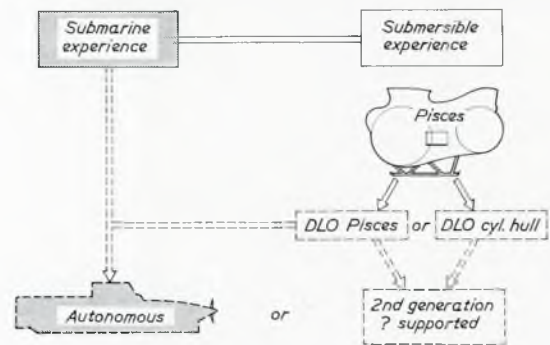 Submarine
experience
Submersible
experience
Pisces
DLO Pisces or DLO cyl. hull
Autonomous or 2nd generation
? supported